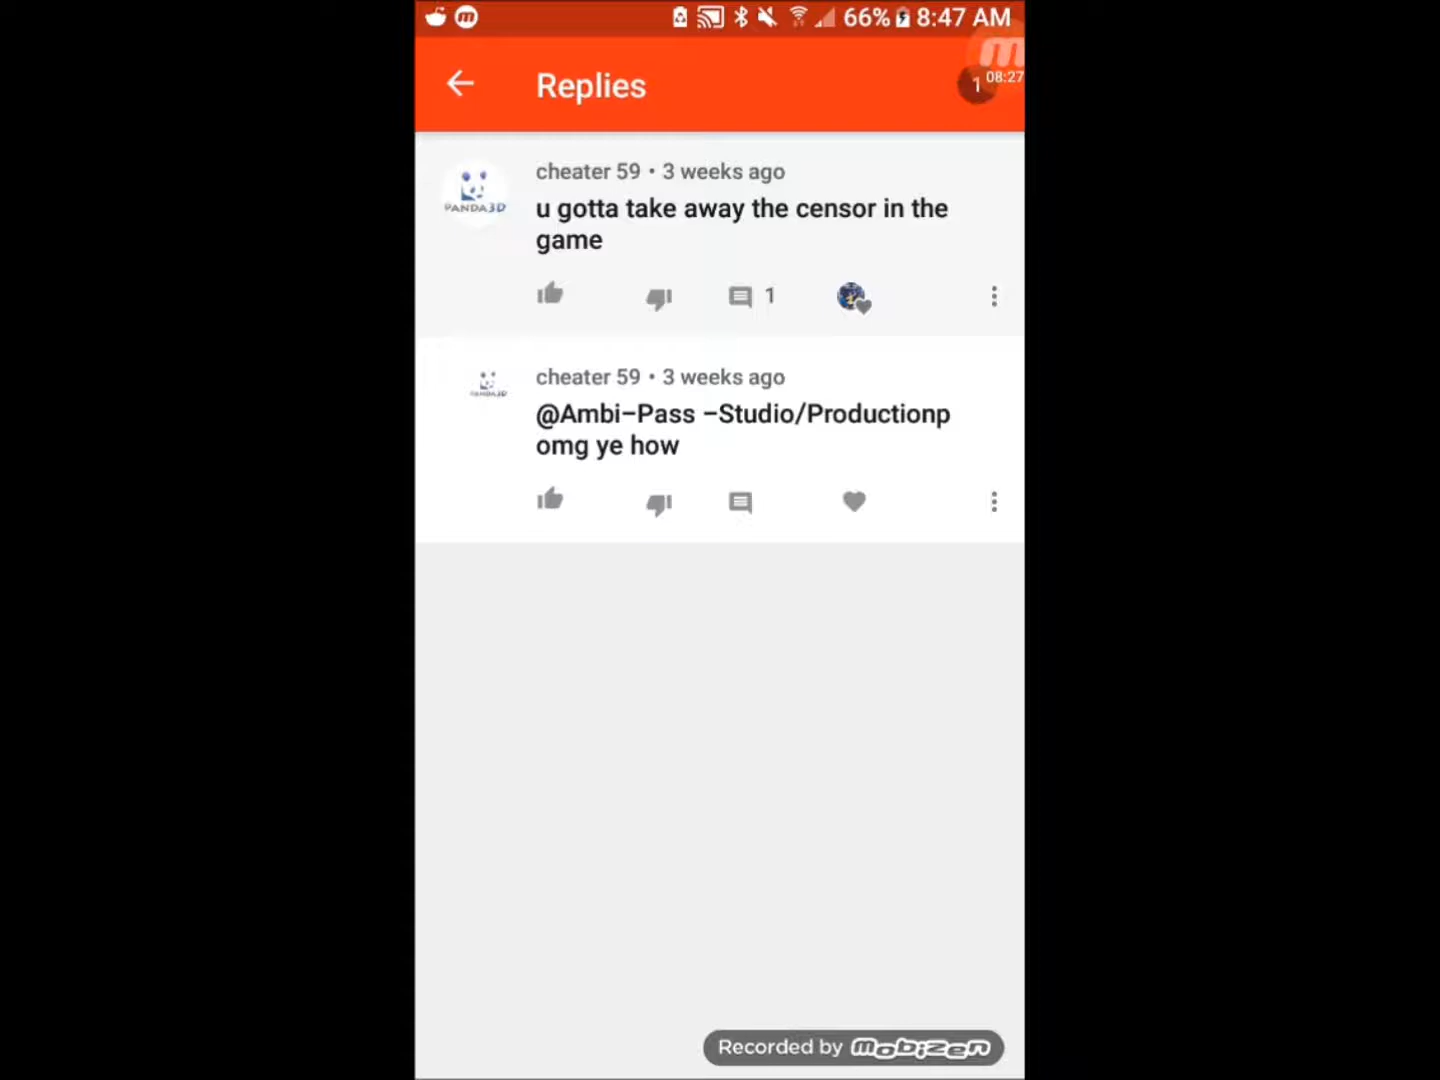 66% 8:47 AM
Replies
1 08:27
cheater 59 • 3 weeks ago
PANDA3D
u gotta take away the censor in the
game
1
cheater 59 • 3 weeks ago
PANDA3D
@Ambi–Pass –Studio/Productionp
omg ye how
Recorded by mobizen